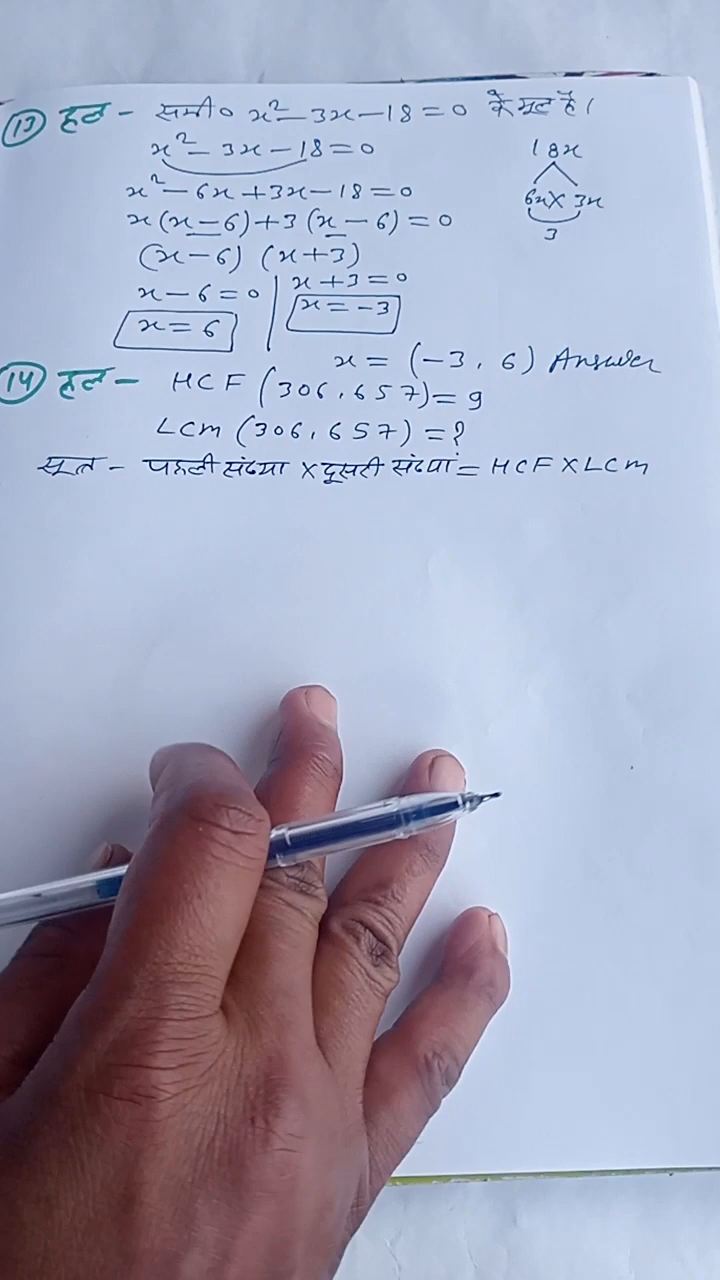 (13) हल - समी० x² - 3x - 18 = 0 के मूल हैं।
x² - 3x - 18 = 0
18x
x² - 6x + 3x - 18 = 0
6x × 3x
3
x(x - 6) + 3(x - 6) = 0
(x - 6) (x + 3)
x - 6 = 0 | x + 3 = 0
x = 6 | x = -3
x = (-3, 6) Answer
(14) हल - HCF (306, 657) = 9
LCM (306, 657) = ?
सूत्र - पहली संख्या × दूसरी संख्या = HCF × LCM